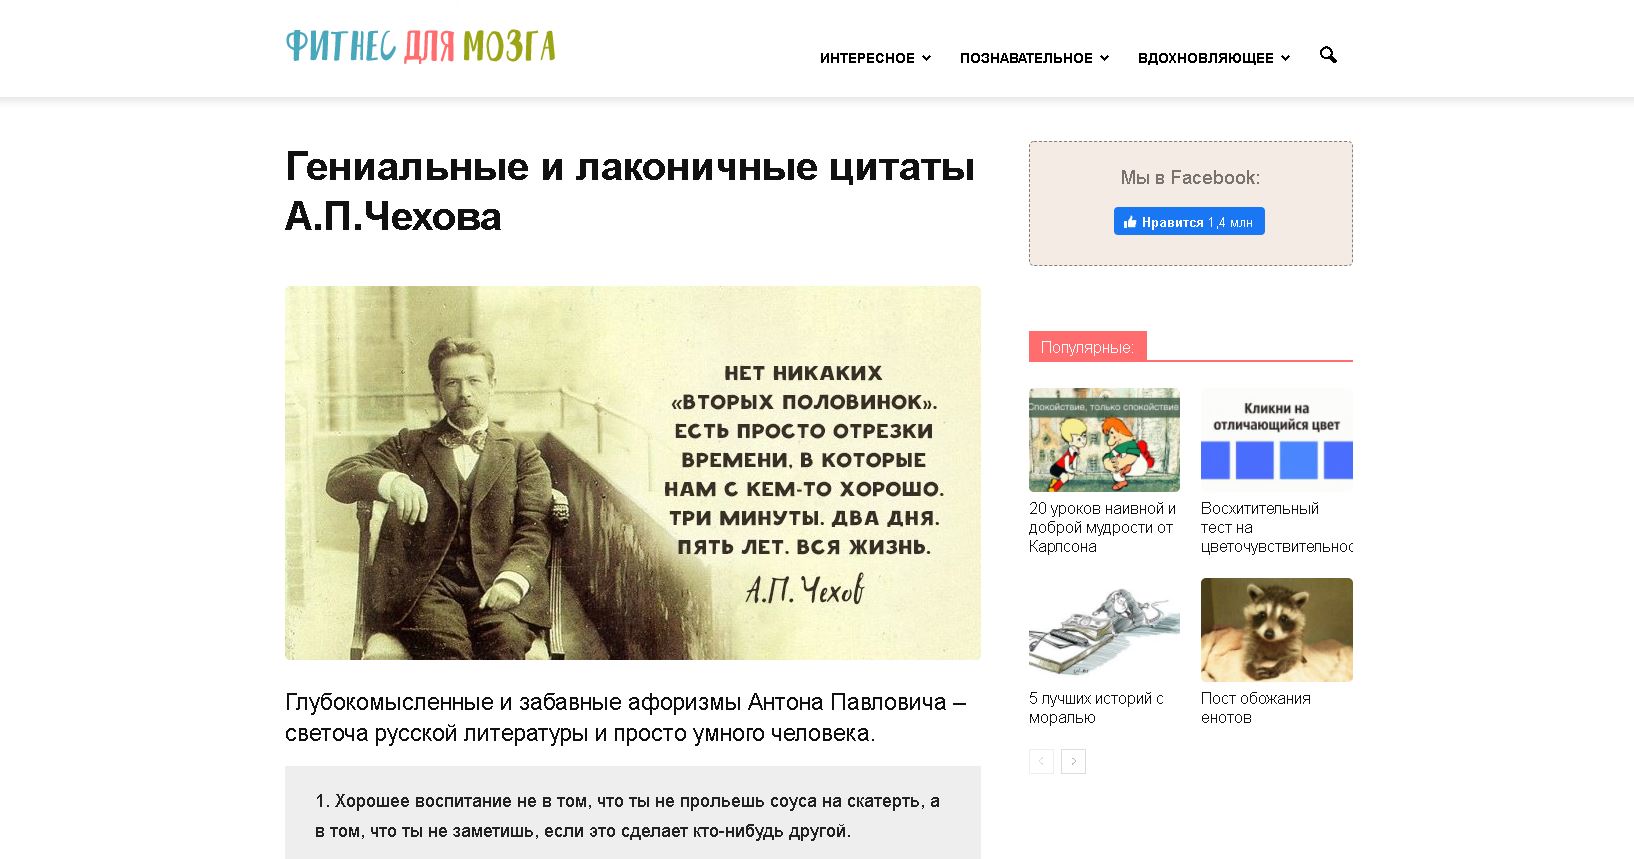 ФИТНЕС ДЛЯ МОЗГА
ИНТЕРЕСНОЕ
ПОЗНАВАТЕЛЬНОЕ
ВДОХНОВЛЯЮЩЕЕ
Гениальные и лаконичные цитаты
А.П.Чехова
НЕТ НИКАКИХ
«ВТОРЫХ ПОЛОВИНОК».
ЕСТЬ ПРОСТО ОТРЕЗКИ
ВРЕМЕНИ, В КОТОРЫЕ
НАМ С КЕМ-ТО ХОРОШО.
ТРИ МИНУТЫ. ДВА ДНЯ.
ПЯТЬ ЛЕТ. ВСЯ ЖИЗНЬ.
А.П. Чехов
Глубокомысленные и забавные афоризмы Антона Павловича –
светоча русской литературы и просто умного человека.
1. Хорошее воспитание не в том, что ты не прольешь соуса на скатерть, а
в том, что ты не заметишь, если это сделает кто-нибудь другой.
Мы в Facebook:
Нравится 1,4 млн
Популярные:
Спокойствие, только спокойствие
20 уроков наивной и
доброй мудрости от
Карлсона
Кликни на
отличающийся цвет
Восхитительный
тест на
цветочувствительнос
5 лучших историй с
моралью
Пост обожания
енотов